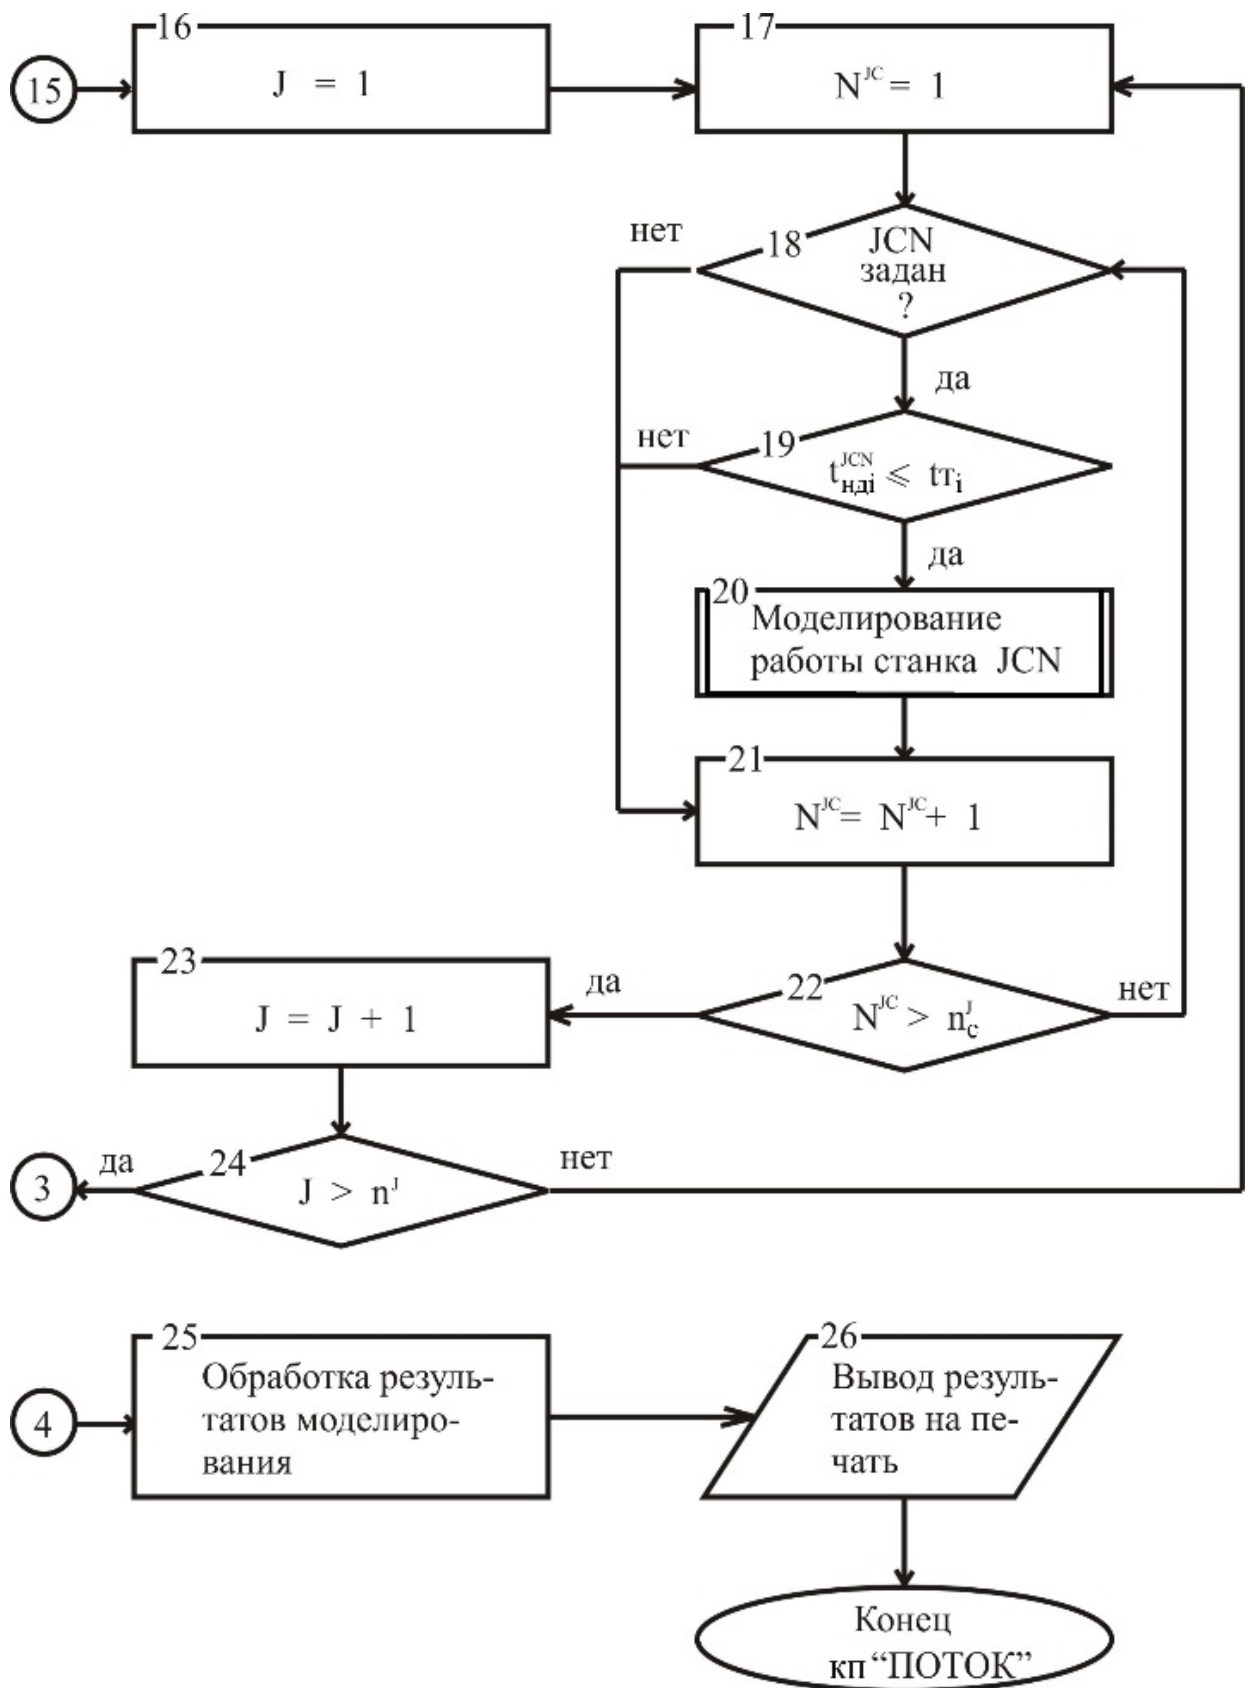 16
17
15
J = 1
N^JC = 1
нет
18
JCN
задан
?
да
нет
19
t^JCN_ндi ⩽ tт_i
да
20
Моделирование
работы станка JCN
21
N^JC = N^JC + 1
23
да
22
нет
J = J + 1
N^JC > n^J_c
да
24
нет
3
J > n^J
25
26
4
Обработка резуль-
татов моделиро-
вания
Вывод резуль-
татов на пе-
чать
Конец
кп “ПОТОК”